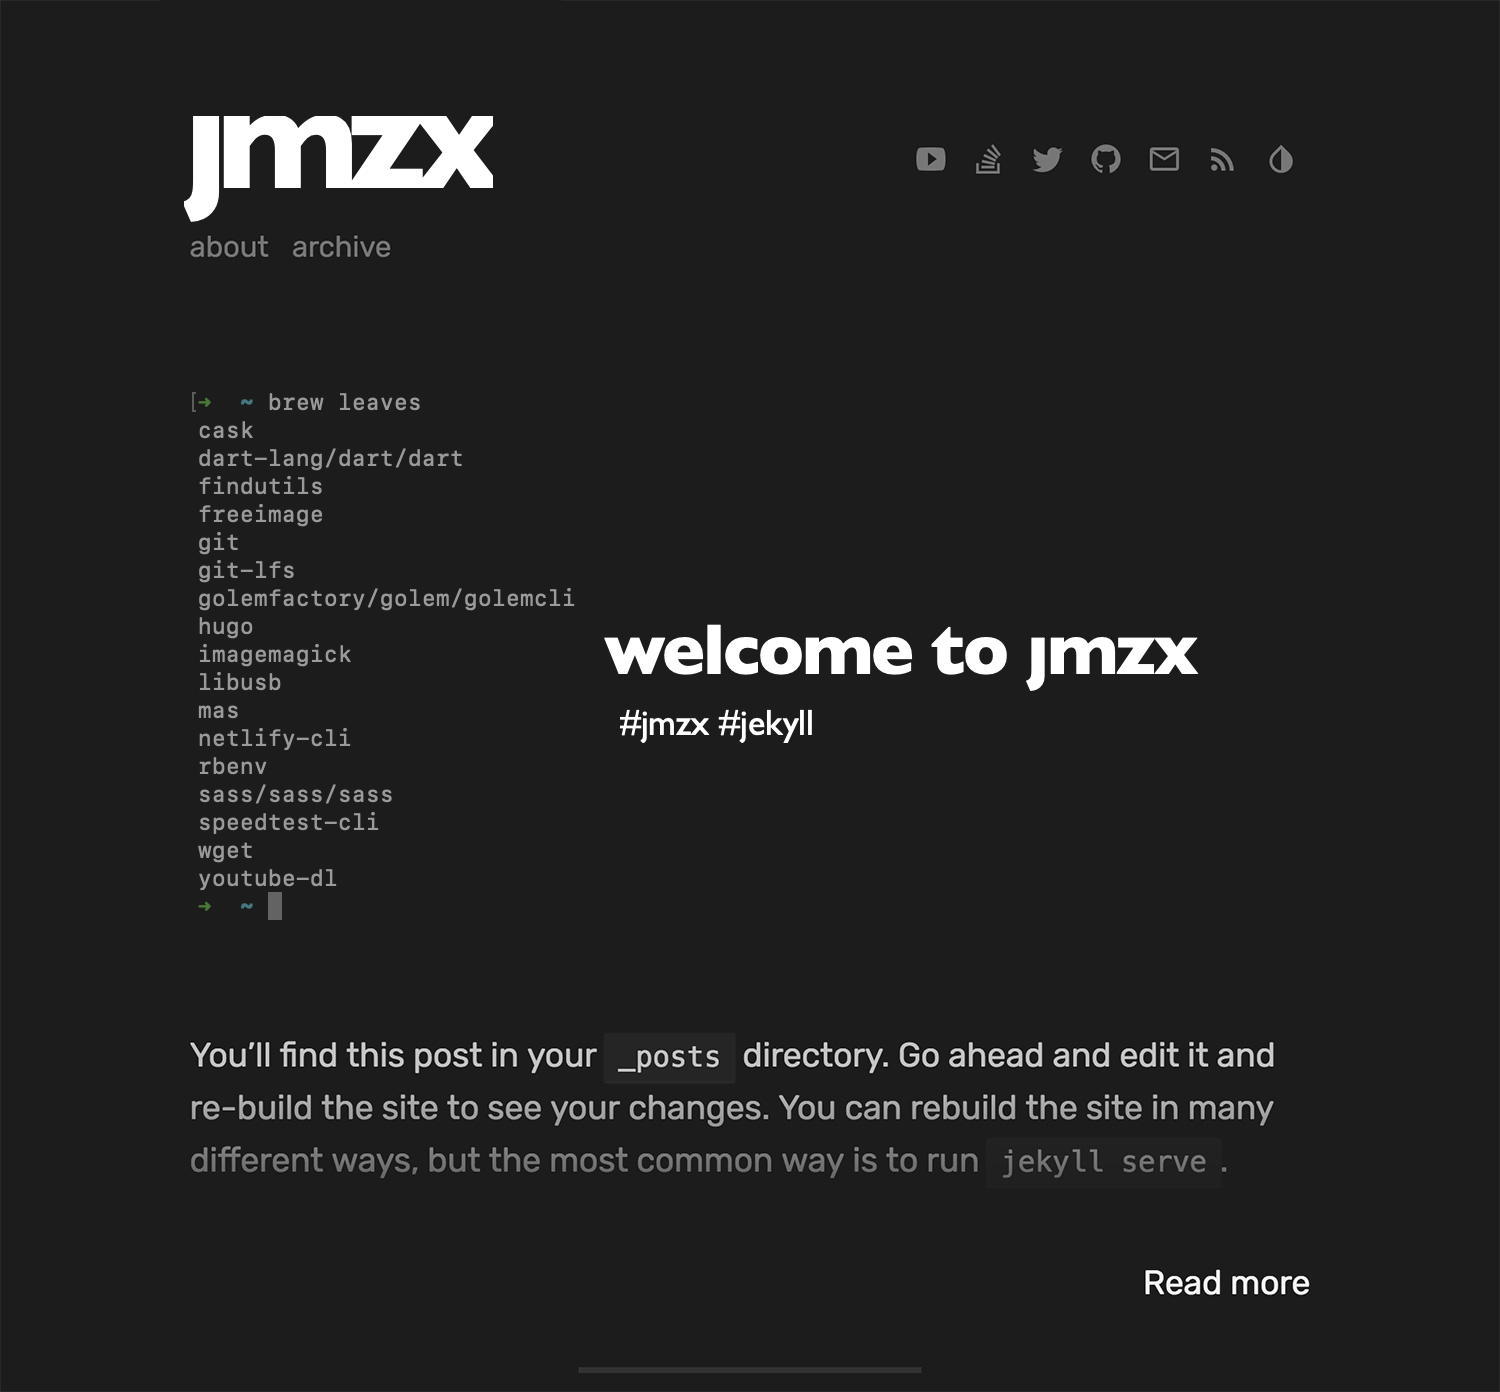 ȷmzx
about archive
[➜ ~ brew leaves
cask
dart-lang/dart/dart
findutils
freeimage
git
git-lfs
golemfactory/golem/golemcli
hugo
imagemagick
libusb
mas
netlify-cli
rbenv
sass/sass/sass
speedtest-cli
wget
youtube-dl
➜ ~
welcome to ȷmzx
#jmzx #jekyll
You’ll find this post in your _posts directory. Go ahead and edit it and
re-build the site to see your changes. You can rebuild the site in many
different ways, but the most common way is to run jekyll serve.
Read more